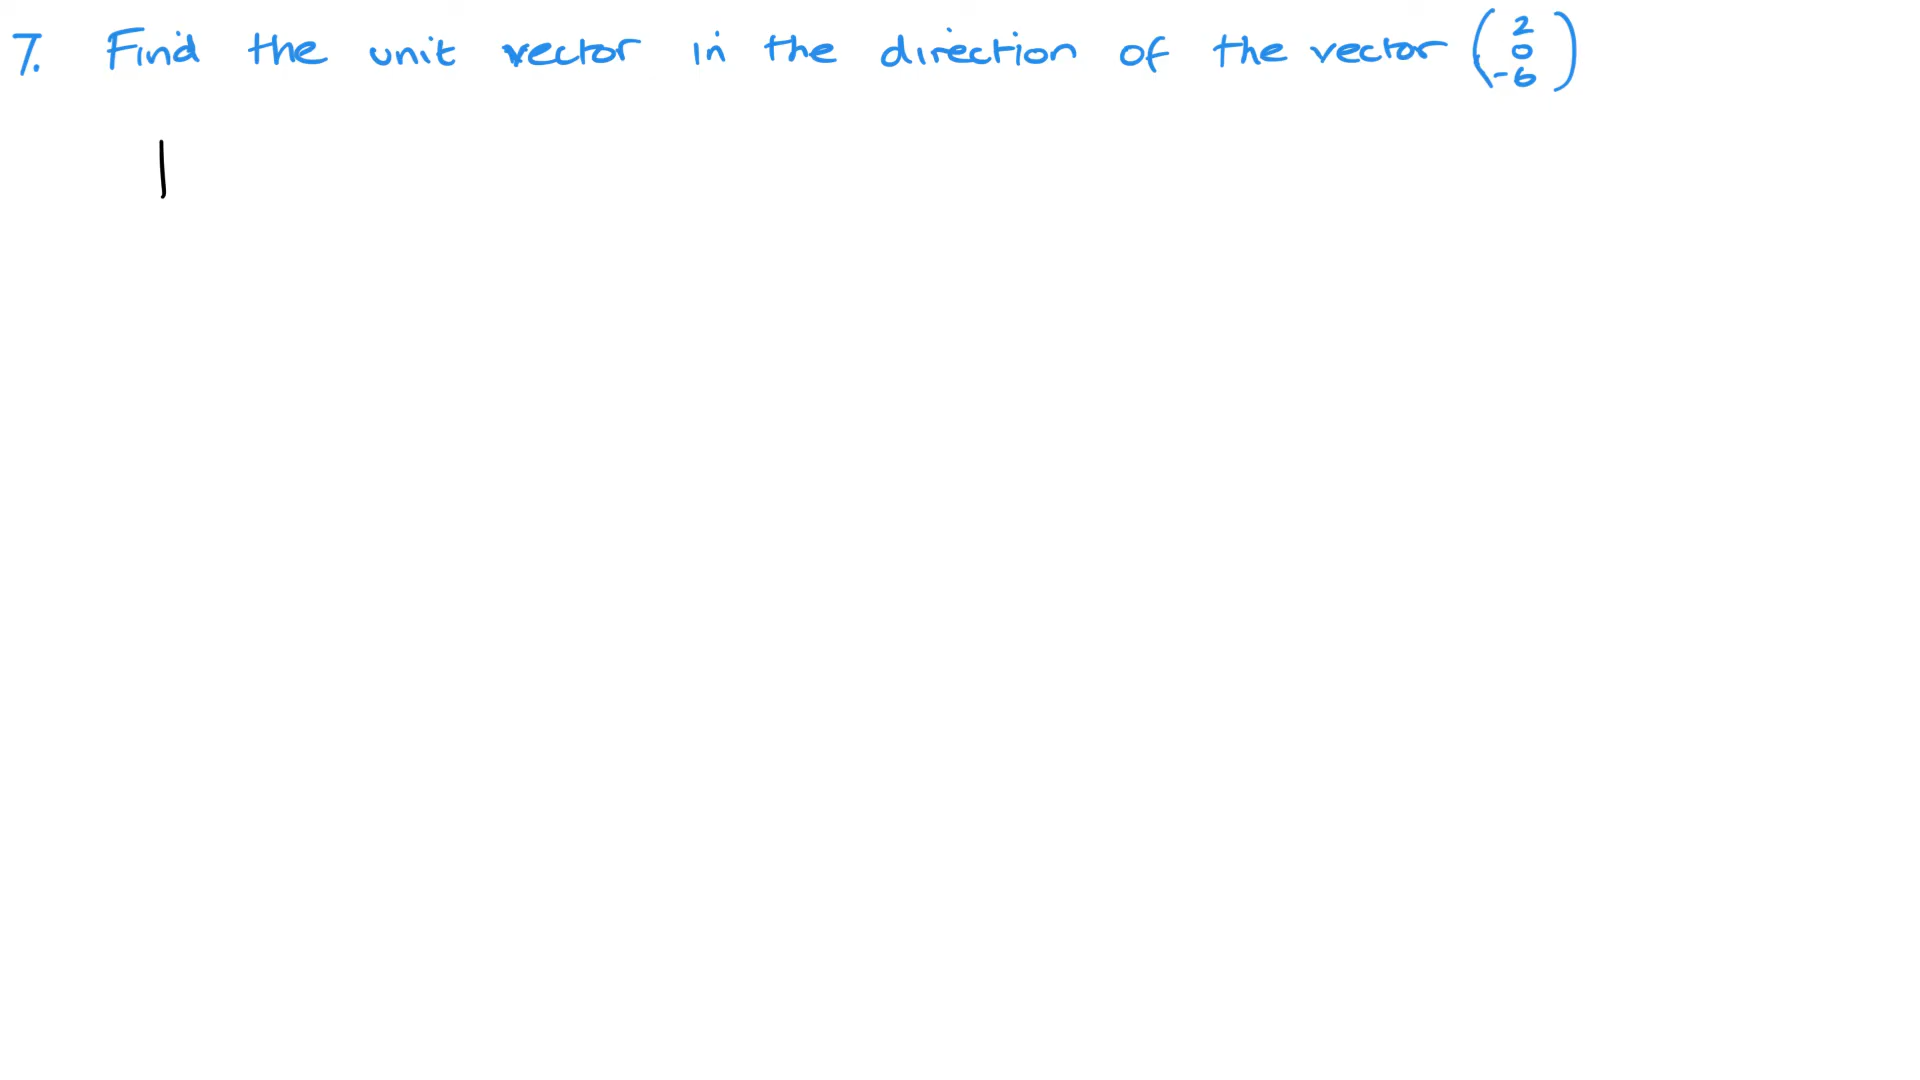 7. Find the unit vector in the direction of the vector (2 0 -6)
|